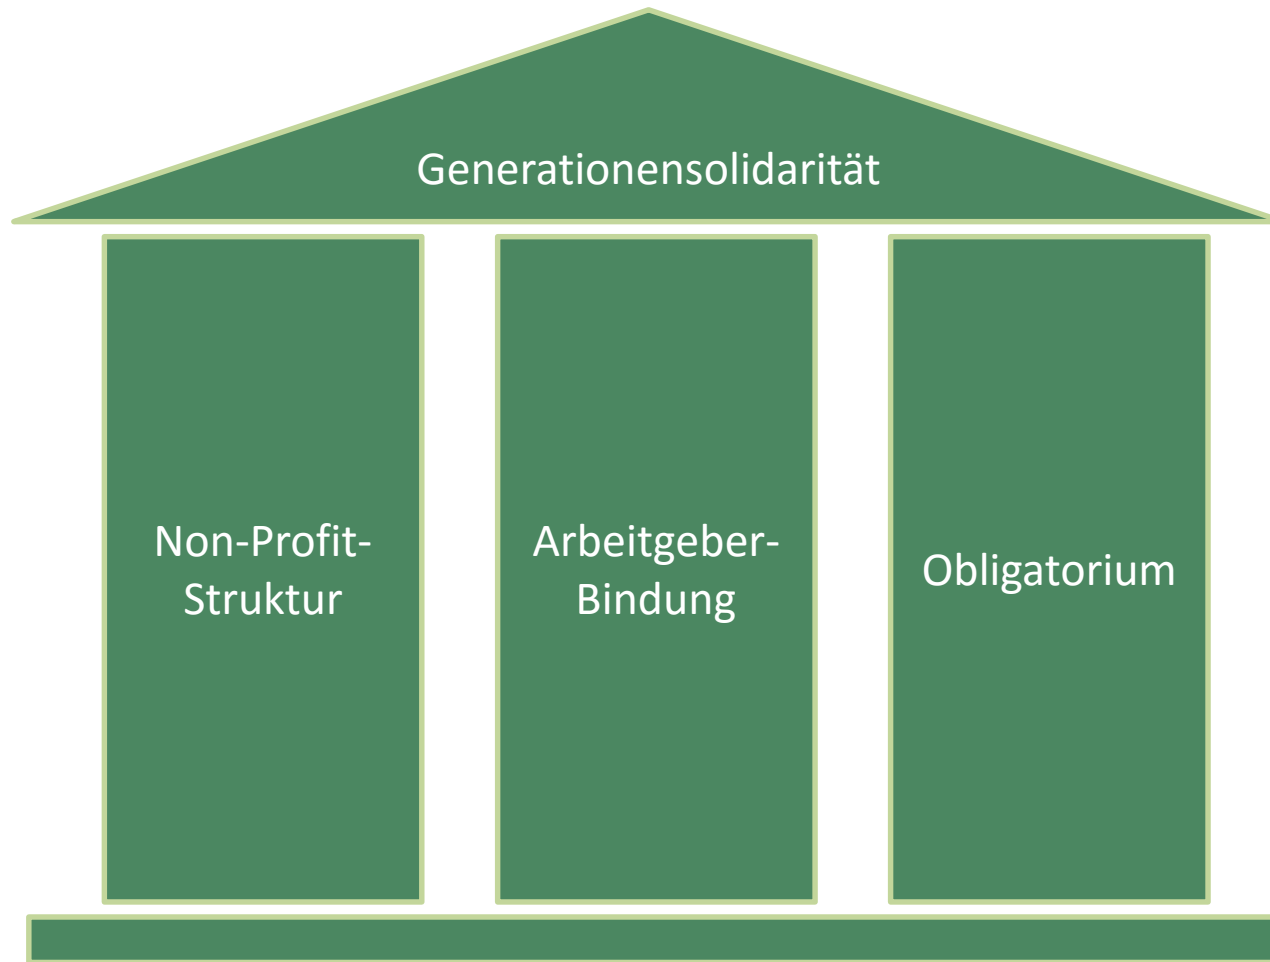 Generationensolidarität
Non-Profit-
Struktur
Arbeitgeber-
Bindung
Obligatorium